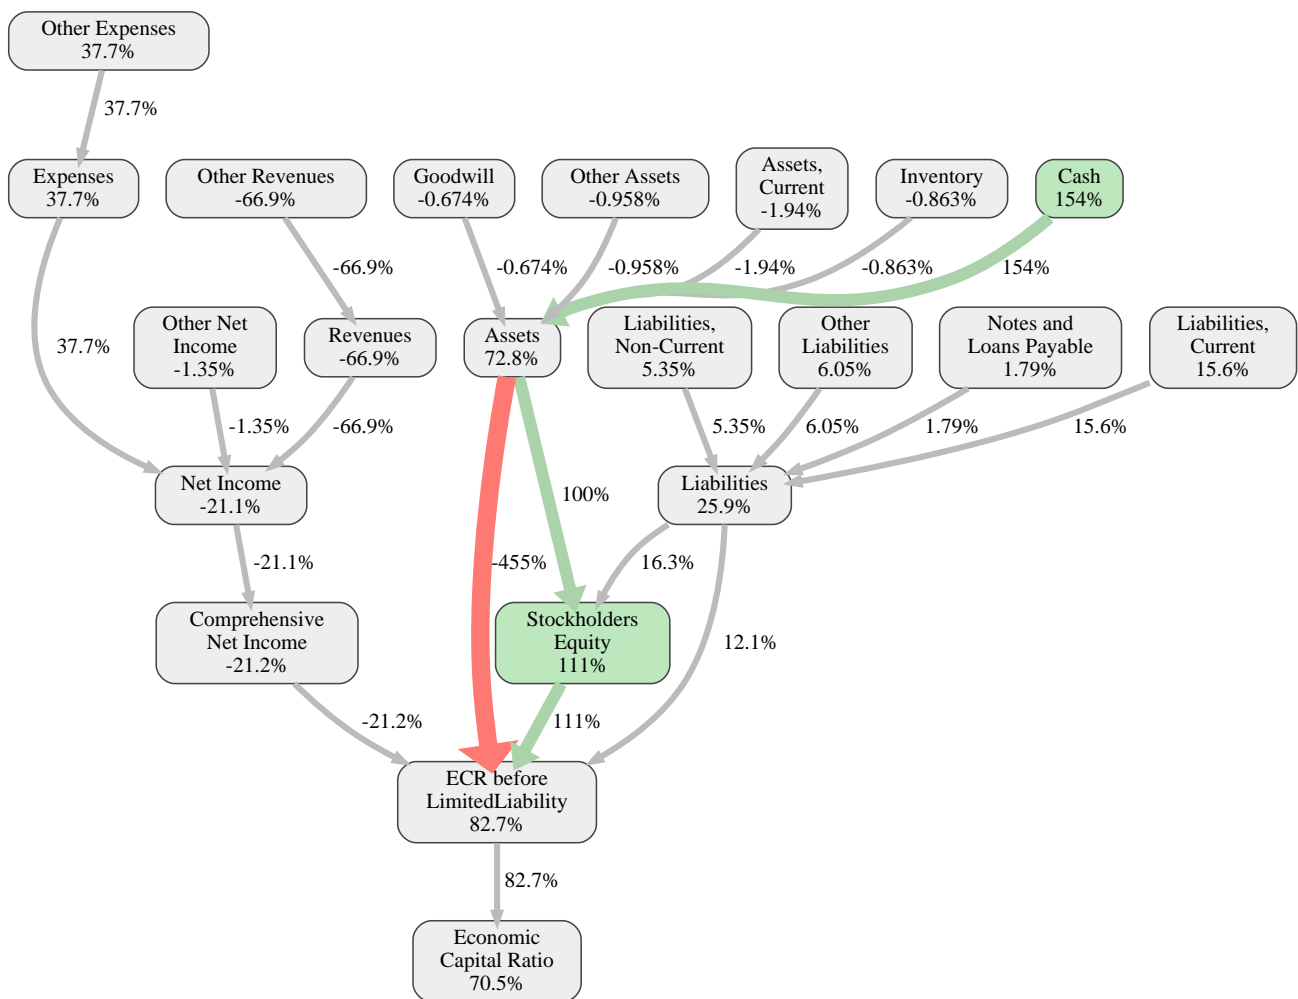 Other Expenses
37.7%
37.7%
Expenses
37.7%
Other Revenues
-66.9%
Goodwill
-0.674%
Other Assets
-0.958%
Assets,
Current
-1.94%
Inventory
-0.863%
Cash
154%
-66.9%
-0.674%
-0.958%
-1.94%
-0.863%
154%
37.7%
Other Net
Income
-1.35%
Revenues
-66.9%
Assets
72.8%
Liabilities,
Non-Current
5.35%
Other
Liabilities
6.05%
Notes and
Loans Payable
1.79%
Liabilities,
Current
15.6%
-1.35%
-66.9%
5.35%
6.05%
1.79%
15.6%
Net Income
-21.1%
100%
Liabilities
25.9%
-21.1%
-455%
16.3%
Comprehensive
Net Income
-21.2%
Stockholders
Equity
111%
12.1%
-21.2%
111%
ECR before
LimitedLiability
82.7%
82.7%
Economic
Capital Ratio
70.5%